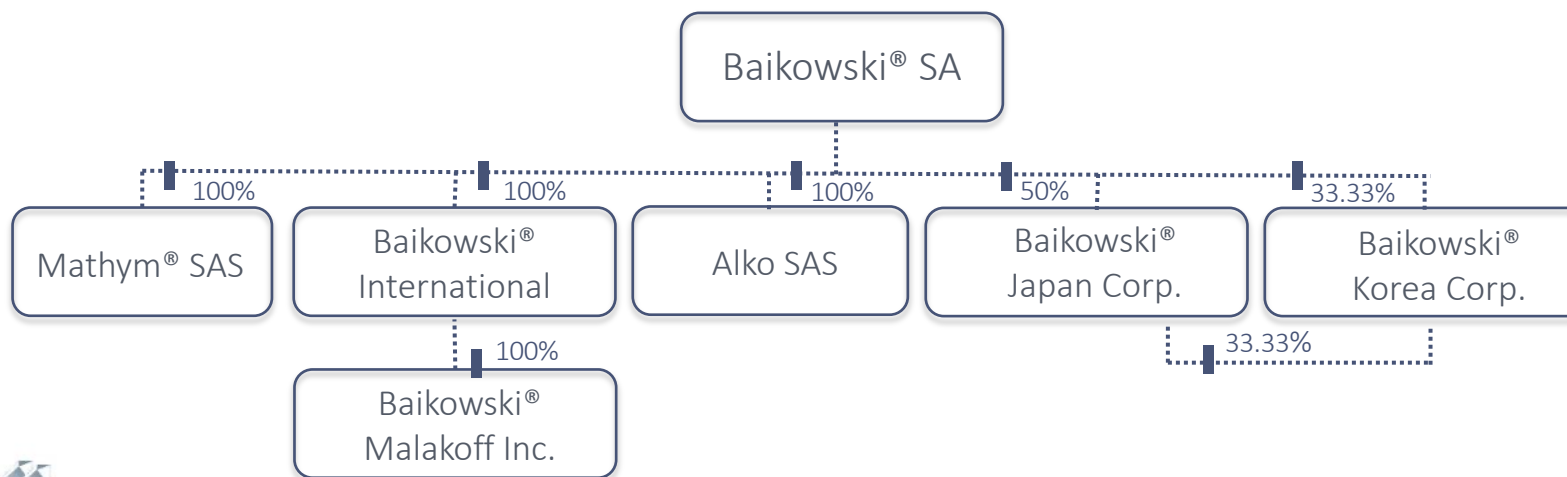 Baikowski® SA
100%
100%
100%
50%
33.33%
Mathym® SAS
Baikowski®
International
Alko SAS
Baikowski®
Japan Corp.
Baikowski®
Korea Corp.
100%
33.33%
Baikowski®
Malakoff Inc.